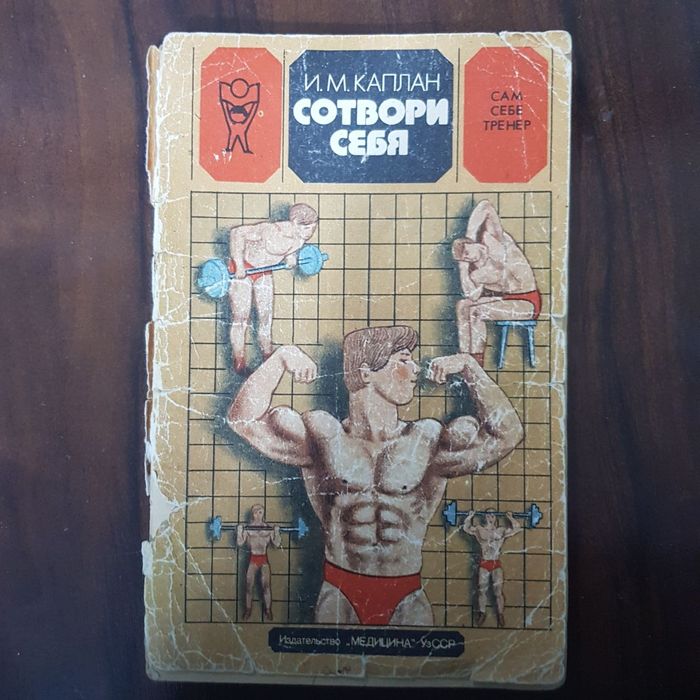 И. М. КАПЛАН
СОТВОРИ
СЕБЯ
САМ
СЕБЕ
ТРЕНЕР
Издательство „МЕДИЦИНА" УзССР